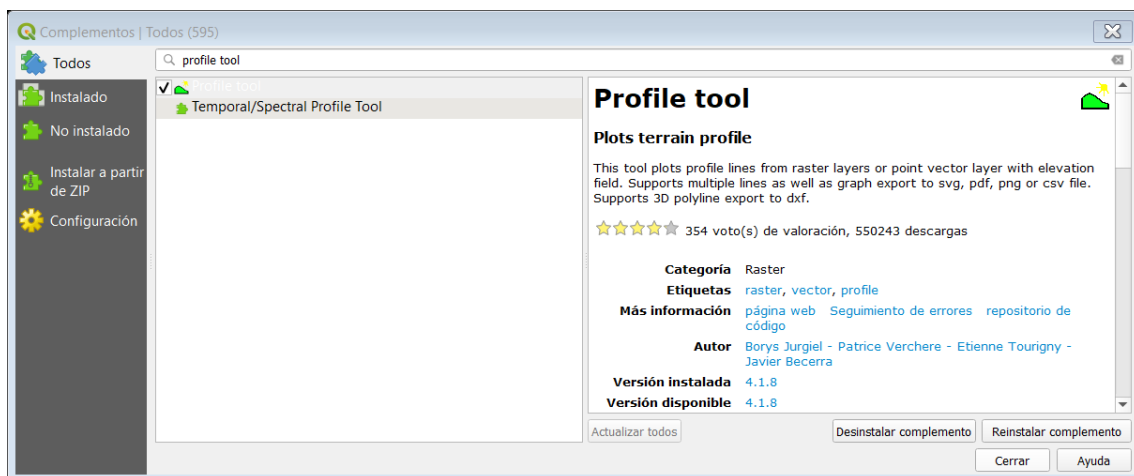 Complementos | Todos (595)
Todos
profile tool
Instalado
No instalado
Instalar a partir
de ZIP
Configuración
Profile tool
Temporal/Spectral Profile Tool
Profile tool
Plots terrain profile
This tool plots profile lines from raster layers or point vector layer with elevation
field. Supports multiple lines as well as graph export to svg, pdf, png or csv file.
Supports 3D polyline export to dxf.
354 voto(s) de valoración, 550243 descargas
Categoría Raster
Etiquetas raster, vector, profile
Más información página web Seguimiento de errores repositorio de
código
Autor Borys Jurgiel - Patrice Verchere - Etienne Tourigny -
Javier Becerra
Versión instalada 4.1.8
Versión disponible 4.1.8
Actualizar todos Desinstalar complemento Reinstalar complemento
Cerrar Ayuda